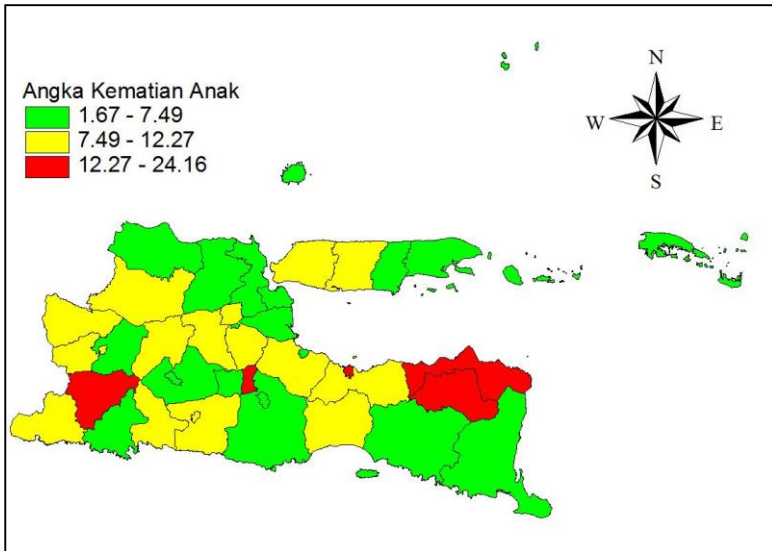 Angka Kematian Anak
1.67 - 7.49
7.49 - 12.27
12.27 - 24.16
N
W E
S